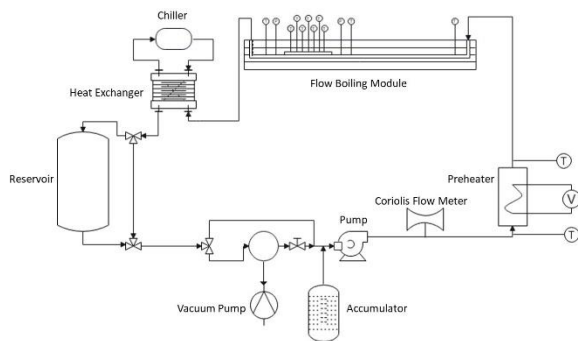 Chiller
Heat Exchanger
Flow Boiling Module
Reservoir
Preheater
T
V
T
Coriolis Flow Meter
Pump
Vacuum Pump
Accumulator